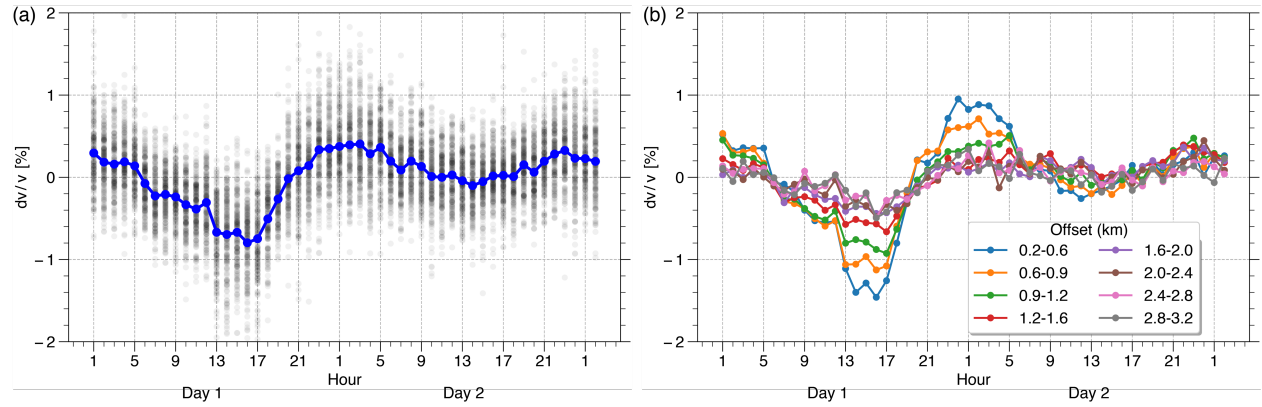 (a)
2
1
0
−1
−2
dv / v [%]
1 5 9 13 17 21 1 5 9 13 17 21 1
Hour
Day 1 Day 2
(b)
2
1
0
−1
−2
dv / v [%]
Offset (km)
0.2-0.6 1.6-2.0
0.6-0.9 2.0-2.4
0.9-1.2 2.4-2.8
1.2-1.6 2.8-3.2
1 5 9 13 17 21 1 5 9 13 17 21 1
Hour
Day 1 Day 2